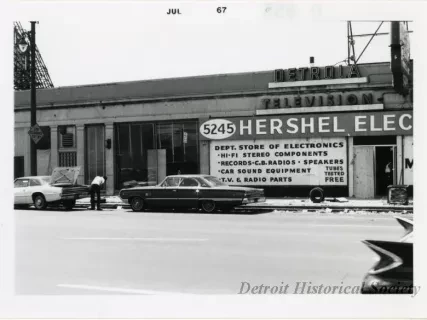 JUL 67
DETROLA
TELEVISION
5245 HERSHEL ELEC
DEPT. STORE OF ELECTRONICS
• HI-FI STEREO COMPONENTS
• RECORDS-C.B. RADIOS • SPEAKERS
• CAR SOUND EQUIPMENT
TUBES
TESTED
• T.V. & RADIO PARTS FREE
M
Detroit Historical Society